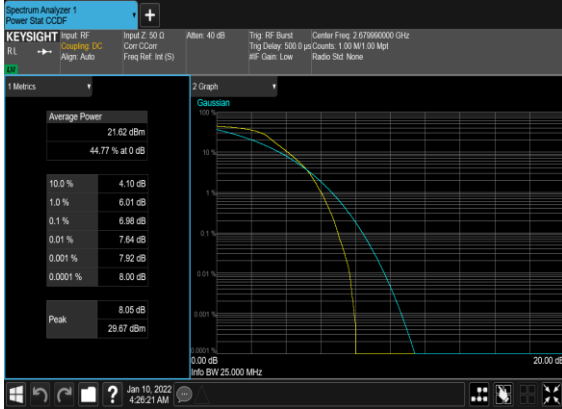 Spectrum Analyzer 1
Power Stat CCDF
+
KEYSIGHT Input: RF Input Z: 50 Ω Atten: 40 dB Trig: RF Burst Center Freq: 2.679990000 GHz
RL Coupling: DC Corr CCorr Trig Delay: 500.0 µs Counts: 1.00 M/1.00 Mpt
Align: Auto Freq Ref: Int (S) #IF Gain: Low Radio Std: None
1 Metrics
2 Graph
Average Power
21.62 dBm
44.77 % at 0 dB
10.0 % 4.10 dB
1.0 % 6.01 dB
0.1 % 6.98 dB
0.01 % 7.64 dB
0.001 % 7.92 dB
0.0001 % 8.00 dB
Peak 8.05 dB
29.67 dBm
Gaussian
100 %
10 %
1 %
0.1 %
0.01 %
0.001 %
0.0001 %
0.00 dB 20.00 dB
Info BW 25.000 MHz
? Jan 10, 2022
4:26:21 AM